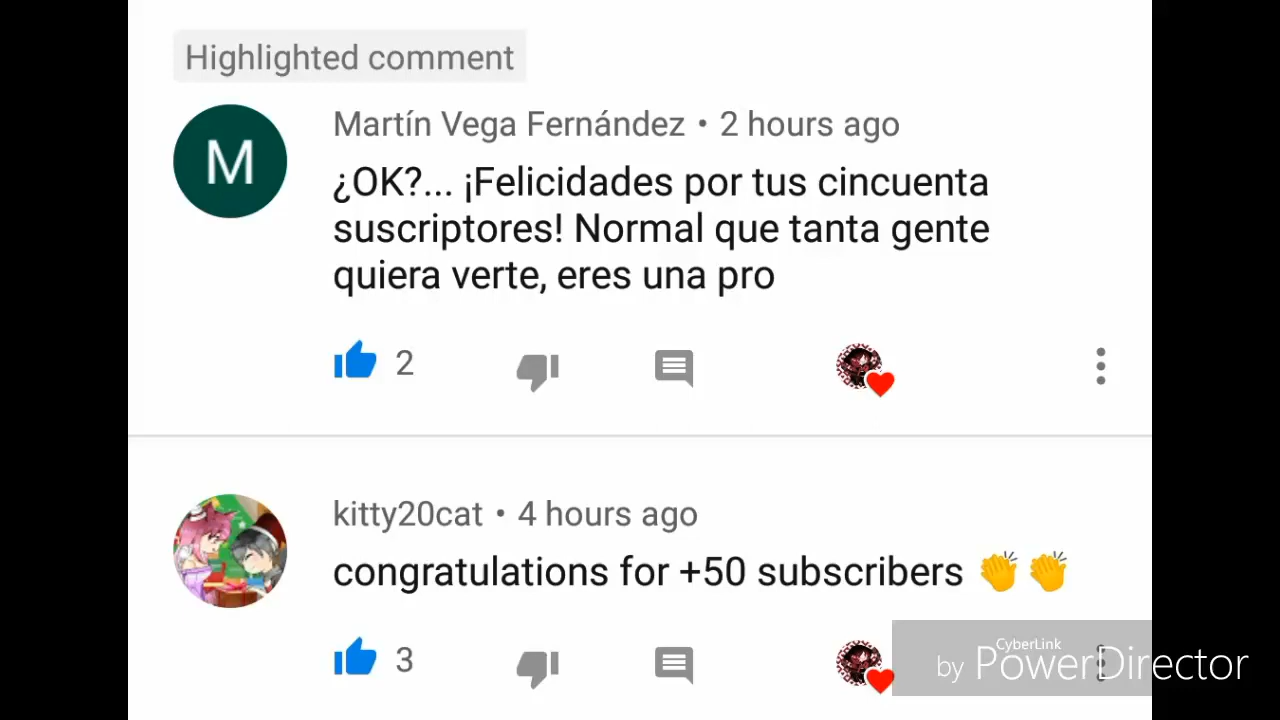 Highlighted comment
M
Martín Vega Fernández • 2 hours ago
¿OK?... ¡Felicidades por tus cincuenta
suscriptores! Normal que tanta gente
quiera verte, eres una pro
2
kitty20cat • 4 hours ago
congratulations for +50 subscribers 👏👏
3
CyberLink
by PowerDirector